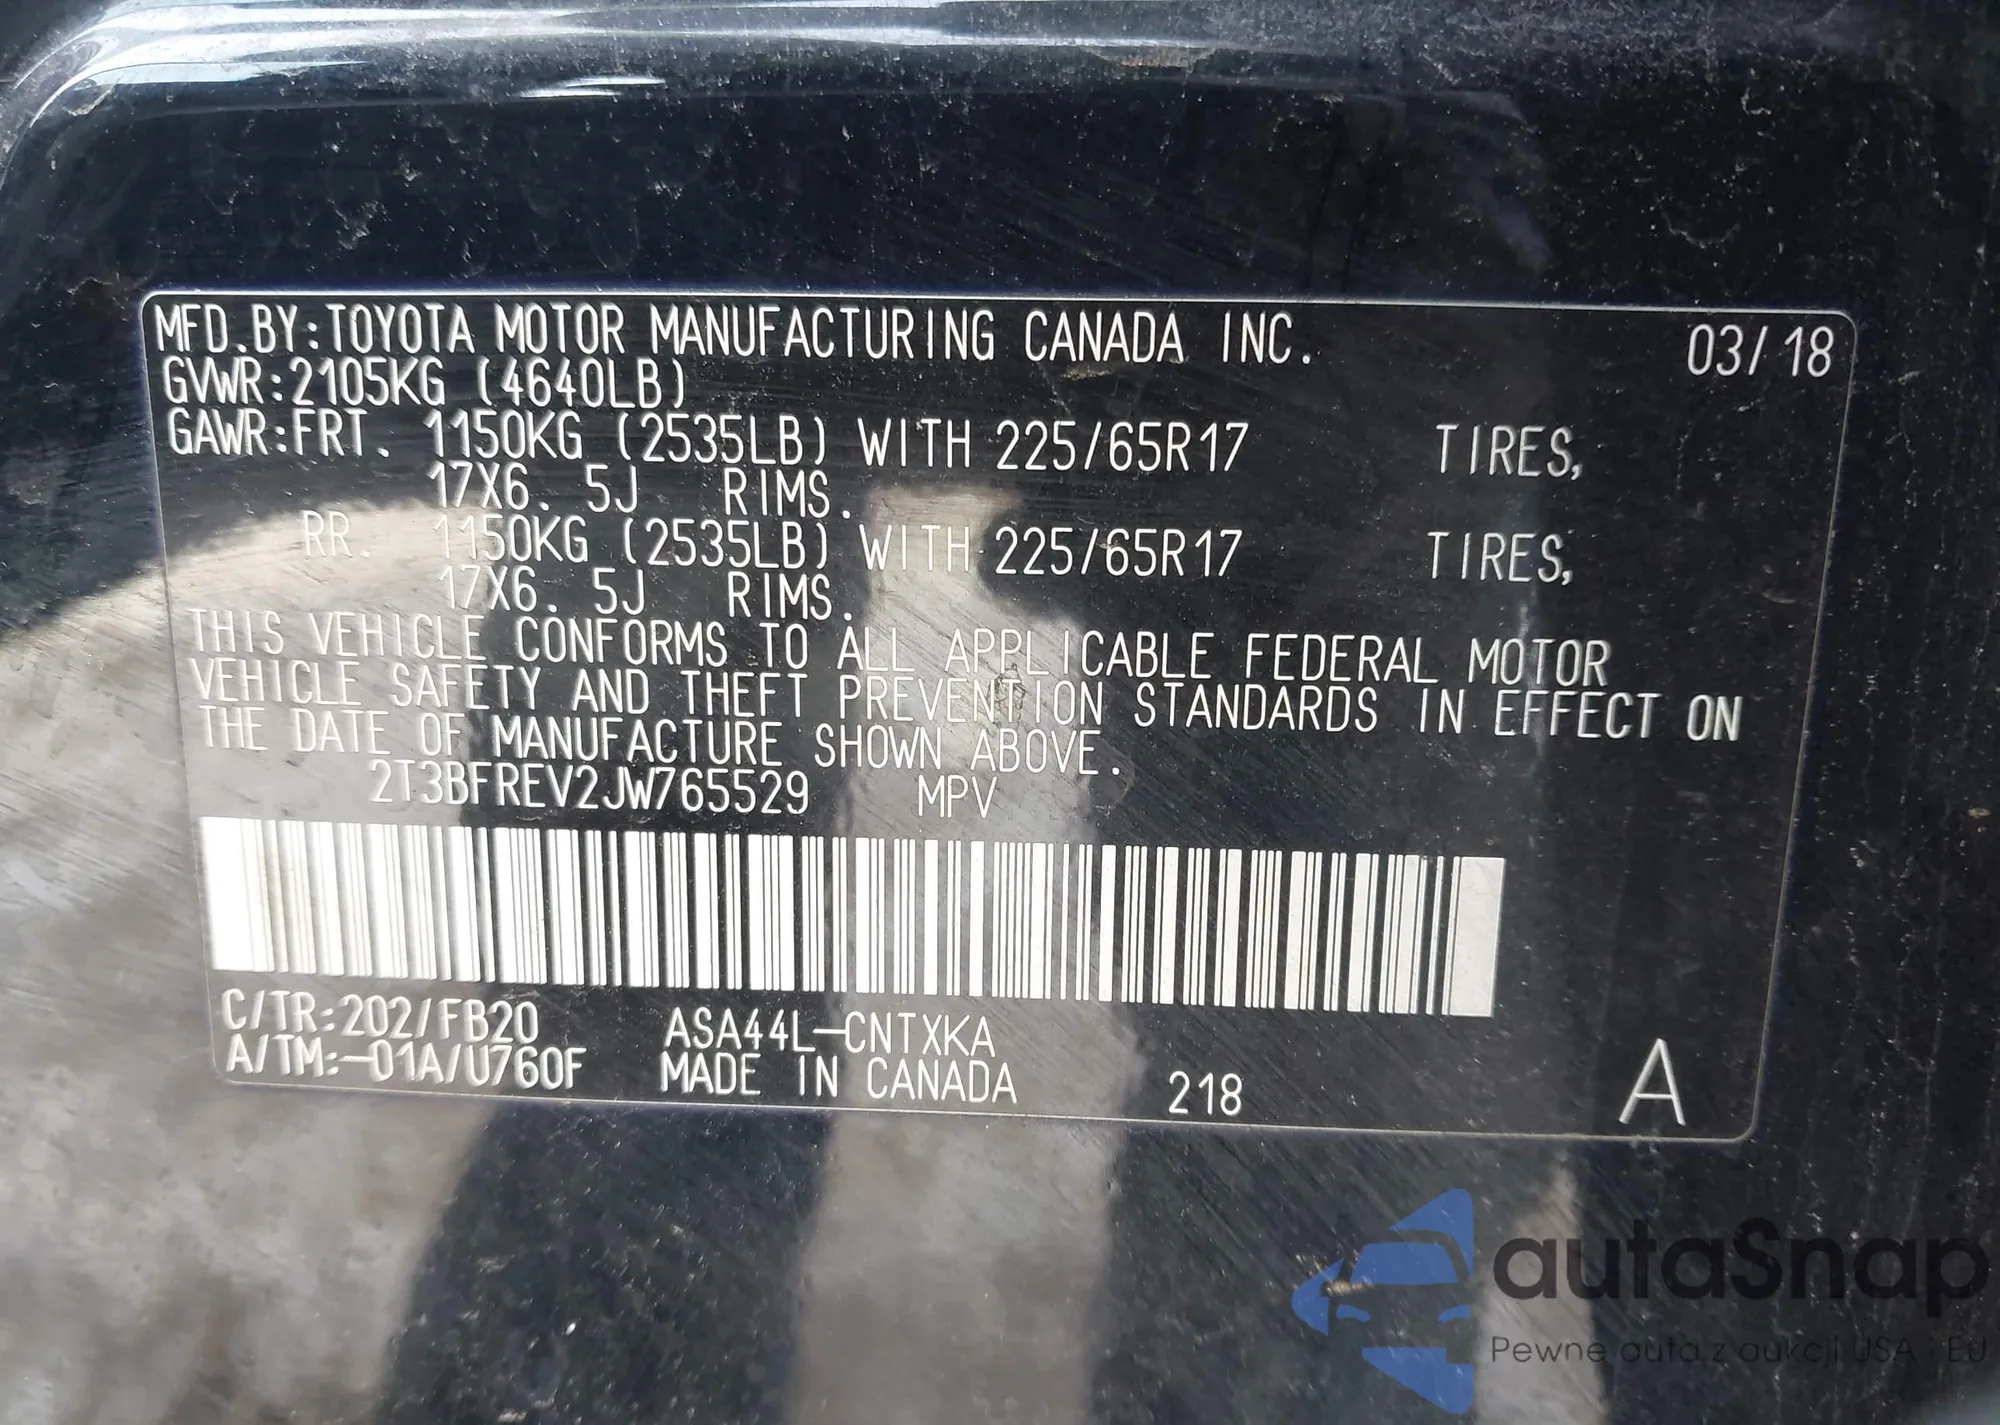 MFD.BY:TOYOTA MOTOR MANUFACTURING CANADA INC. 03/18
GVWR:2105KG (4640LB)
GAWR:FRT. 1150KG (2535LB) WITH 225/65R17 TIRES,
17X6.5J RIMS.
RR. 1150KG (2535LB) WITH 225/65R17 TIRES,
17X6.5J RIMS.
THIS VEHICLE CONFORMS TO ALL APPLICABLE FEDERAL MOTOR
VEHICLE SAFETY AND THEFT PREVENTION STANDARDS IN EFFECT ON
THE DATE OF MANUFACTURE SHOWN ABOVE.
2T3BFREV2JW765529 MPV
C/TR:202/FB20 ASA44L-CNTXKA
A/TM:-01A/U760F MADE IN CANADA 218 A
autaSnap
Pewne auta z aukcji USA i EU